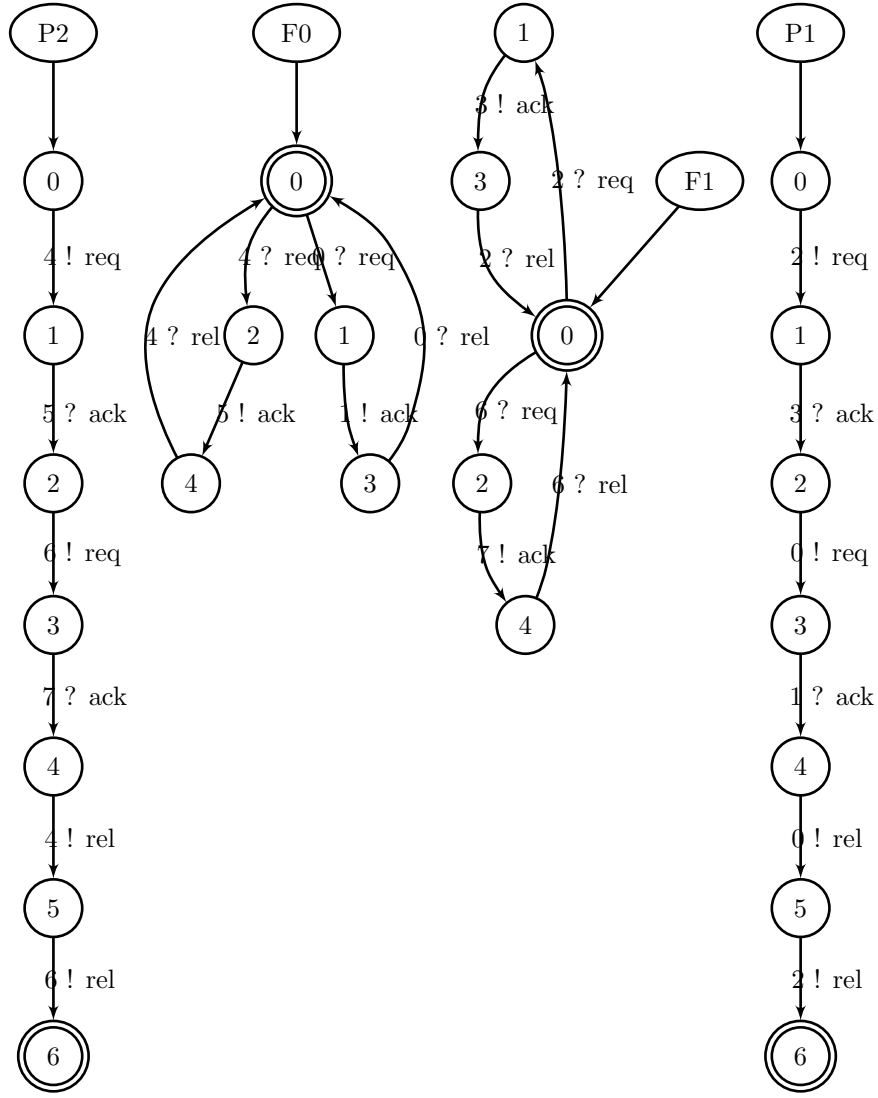 P2
F0
1
P1
3 ! ack
0
0
3
2 ? req
F1
0
4 ! req
4 ? req
0 ? req
2 ? rel
2 ! req
1
4 ? rel
2
1
0 ? rel
0
1
5 ? ack
5 ! ack
1 ! ack
6 ? req
3 ? ack
2
4
3
2
6 ? rel
2
6 ! req
7 ! ack
0 ! req
3
4
3
7 ? ack
1 ? ack
4
4
4 ! rel
0 ! rel
5
5
6 ! rel
2 ! rel
6
6